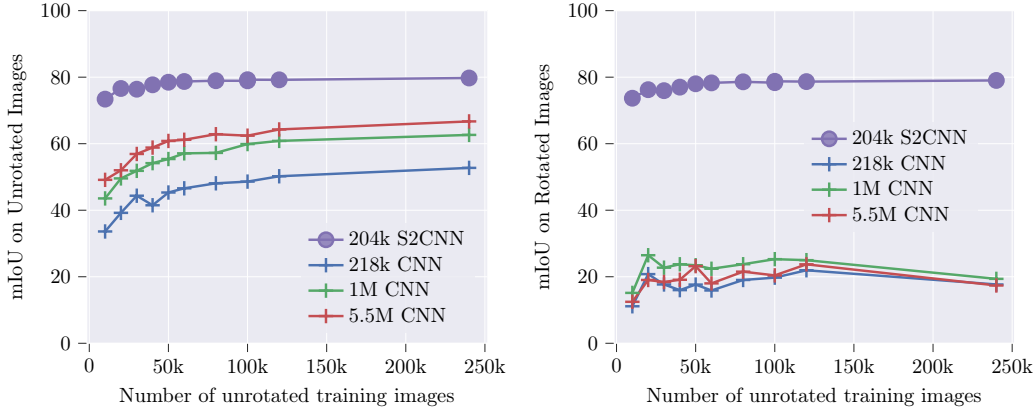 mIoU on Unrotated Images
100
80
60
40
20
0
204k S2CNN
218k CNN
1M CNN
5.5M CNN
0 50k 100k 150k 200k 250k
Number of unrotated training images
mIoU on Rotated Images
100
80
60
40
20
0
204k S2CNN
218k CNN
1M CNN
5.5M CNN
0 50k 100k 150k 200k 250k
Number of unrotated training images